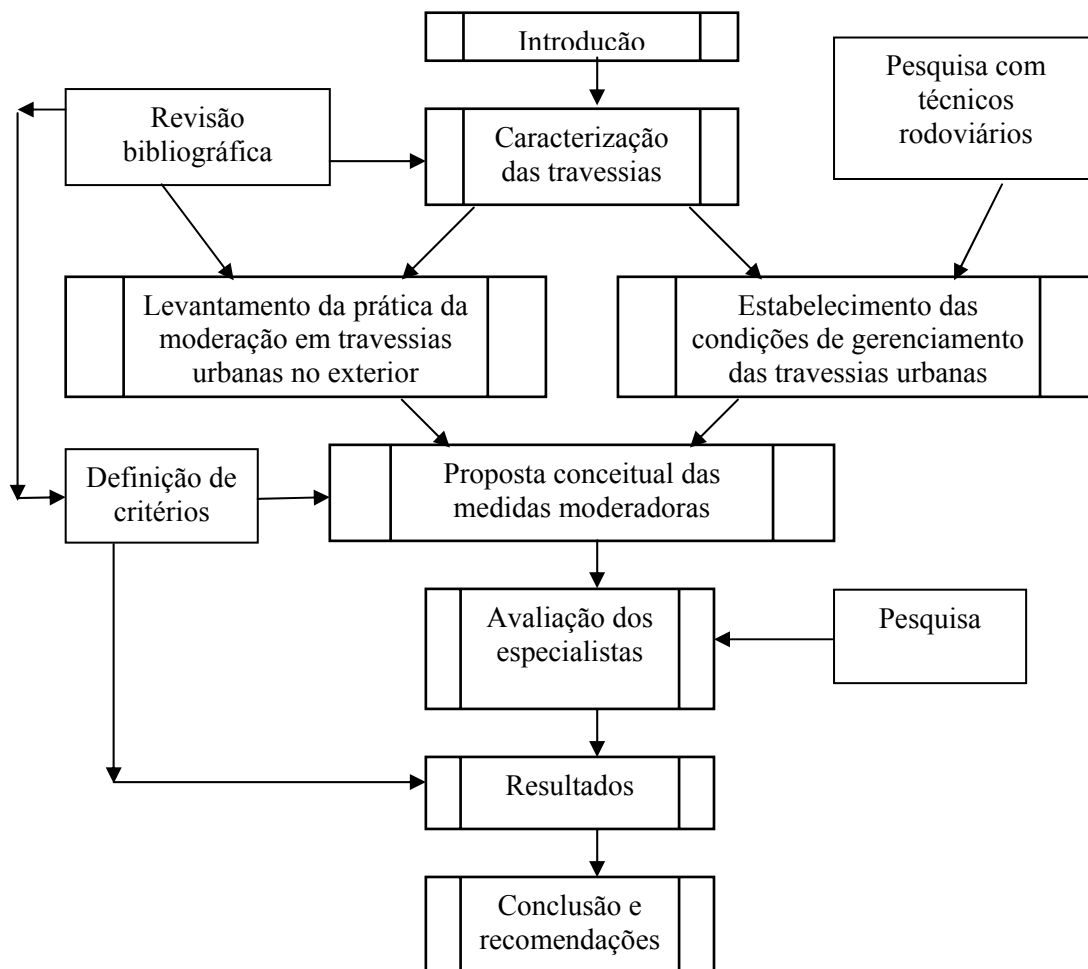 Introdução
Pesquisa com
técnicos
rodoviários
Revisão
bibliográfica
Caracterização
das travessias
Levantamento da prática da
moderação em travessias
urbanas no exterior
Estabelecimento das
condições de gerenciamento
das travessias urbanas
Definição de
critérios
Proposta conceitual das
medidas moderadoras
Avaliação dos
especialistas
Pesquisa
Resultados
Conclusão e
recomendações